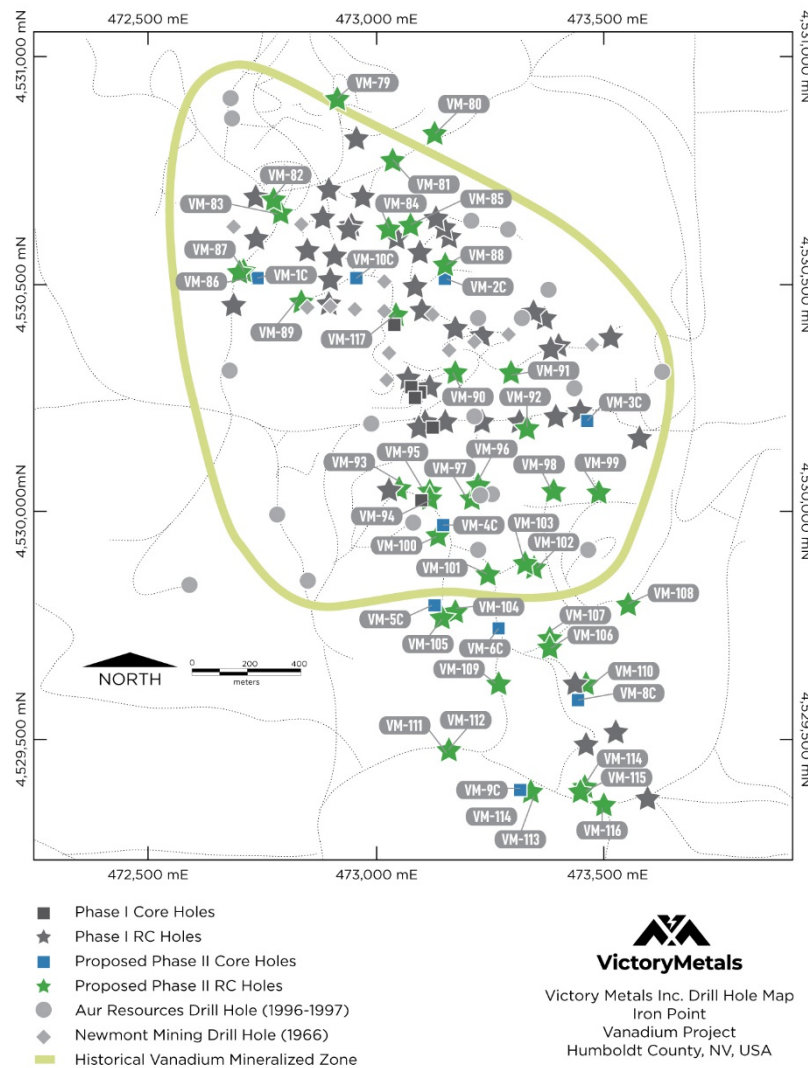 472,500 mE 473,000 mE 473,500 mE
4,531,000 mN
4,531,000 mN
VM-79
VM-80
VM-82
VM-81
VM-83
VM-84
VM-85
VM-87
VM-10C
VM-88
VM-86
VM-1C
VM-2C
4,530,500 mN
4,530,500 mN
VM-89
VM-117
VM-91
VM-90
VM-92
VM-3C
VM-95
VM-96
VM-93
VM-97
VM-98
VM-99
4,530,000mN
4,530,000 mN
VM-94
VM-4C
VM-103
VM-100
VM-102
VM-101
VM-108
VM-5C
VM-104
VM-107
VM-105
VM-106
VM-6C
NORTH
0 200 400
meters
VM-109
VM-110
VM-8C
VM-112
VM-111
4,529,500 mN
4,529,500 mN
VM-114
VM-115
VM-9C
VM-114
VM-113
VM-116
472,500 mE 473,000 mE 473,500 mE
Phase I Core Holes
Phase I RC Holes
Proposed Phase II Core Holes
Proposed Phase II RC Holes
Aur Resources Drill Hole (1996-1997)
Newmont Mining Drill Hole (1966)
Historical Vanadium Mineralized Zone
VictoryMetals
Victory Metals Inc. Drill Hole Map
Iron Point
Vanadium Project
Humboldt County, NV, USA